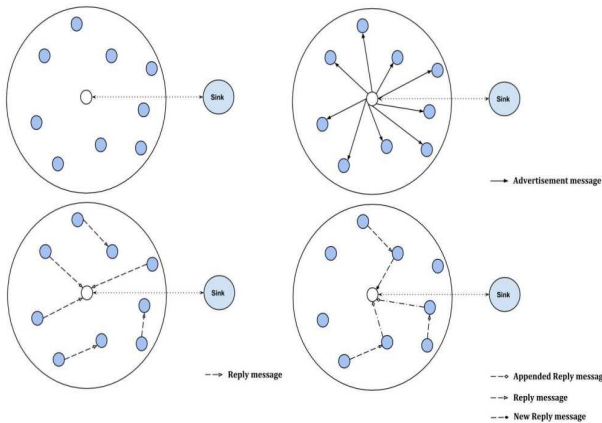 Sink
Sink
Advertisement message
Sink
Reply message
Sink
Appended Reply messag
Reply message
New Reply message